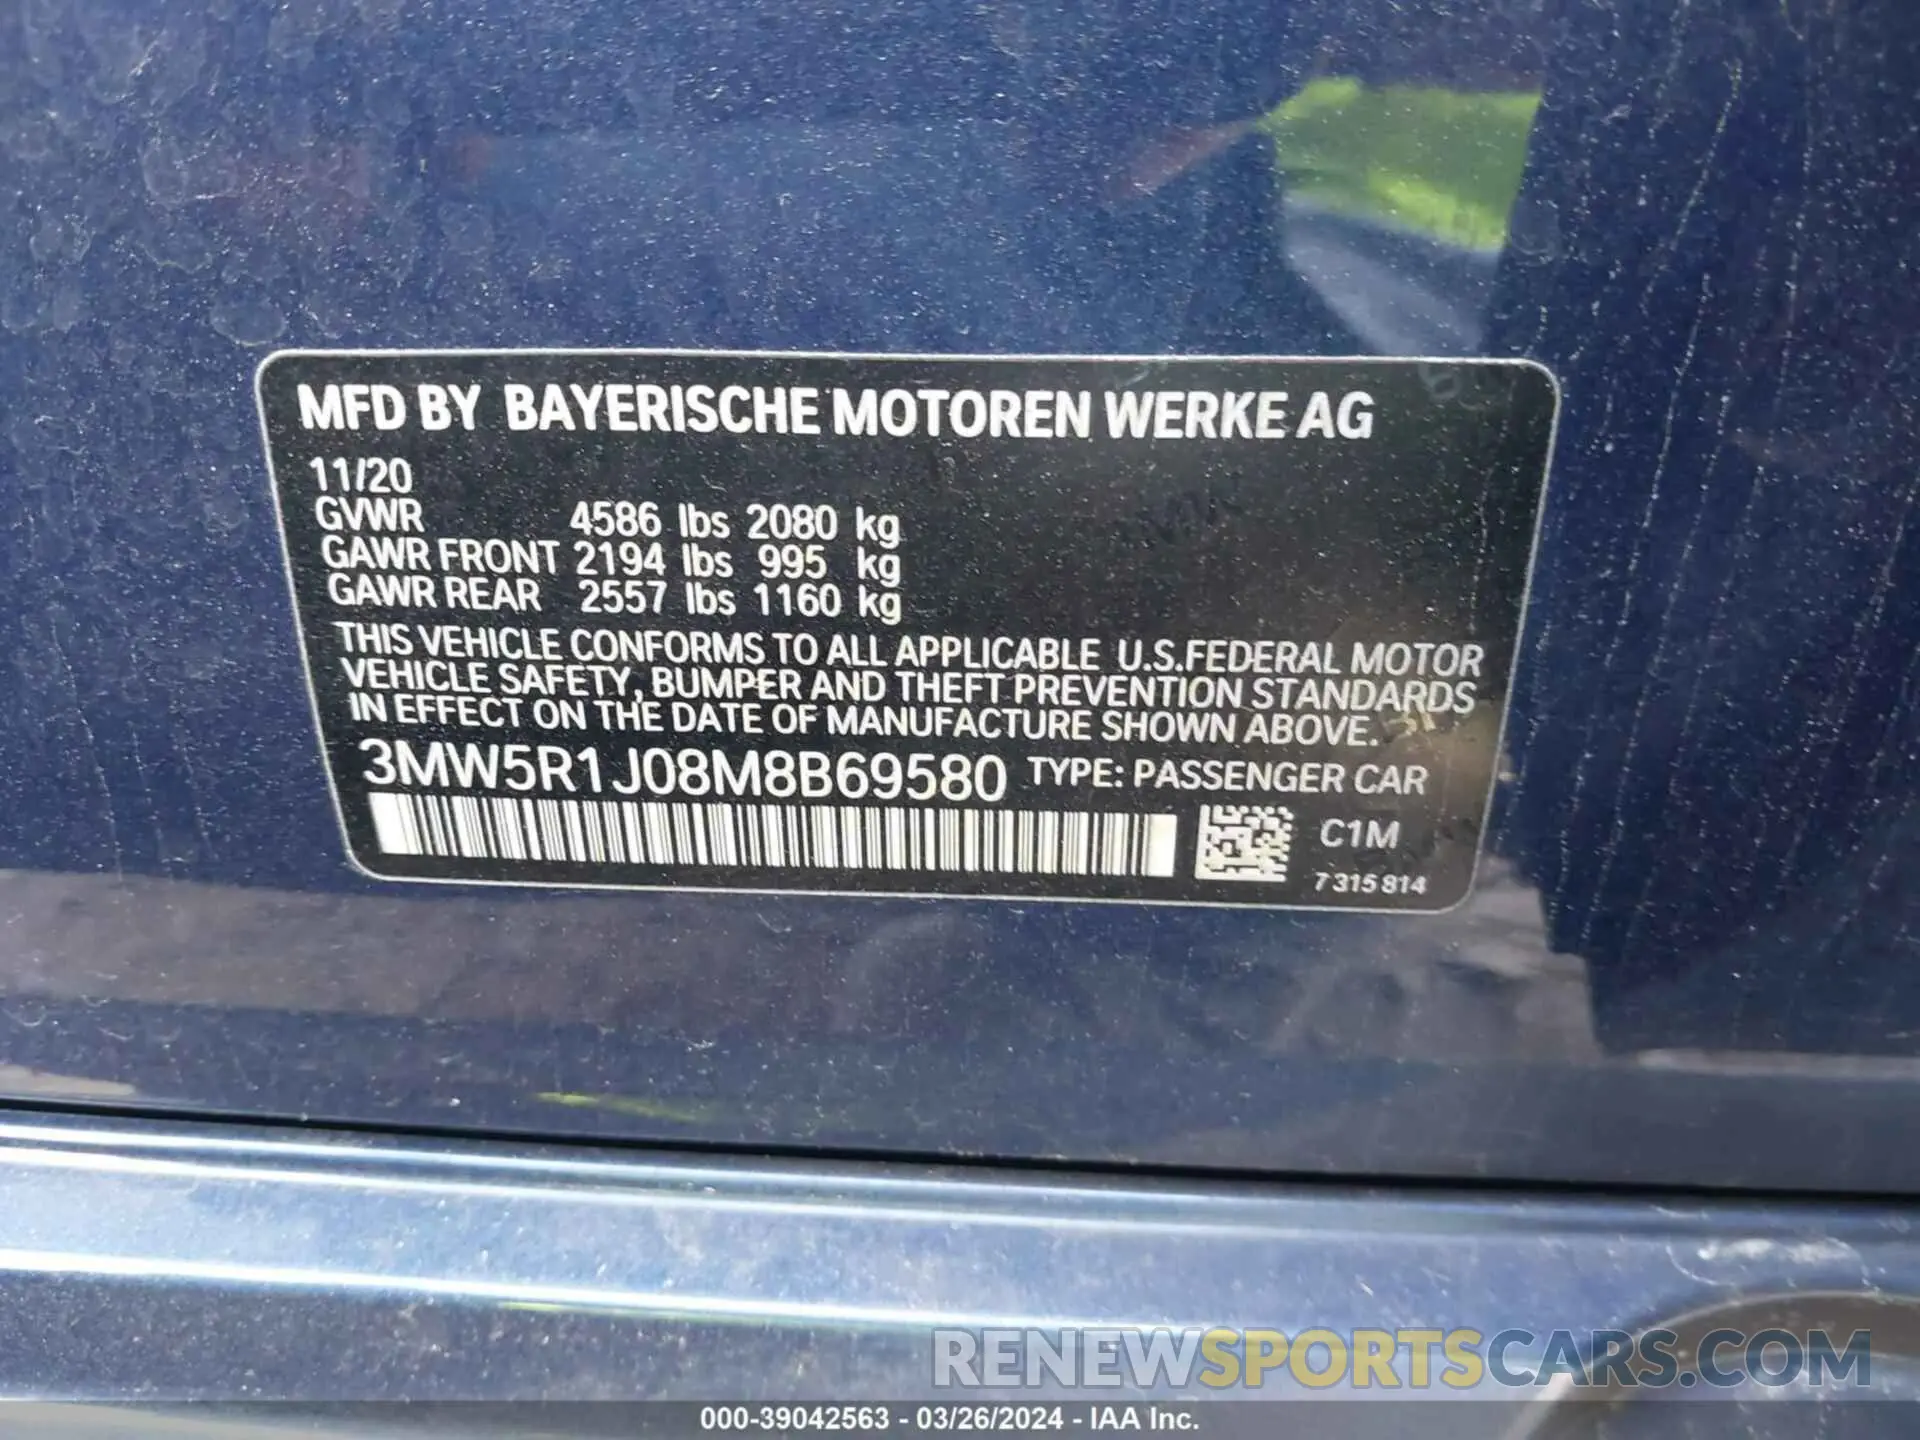 MFD BY BAYERISCHE MOTOREN WERKE AG
11/20
GVWR 4586 lbs 2080 kg
GAWR FRONT 2194 lbs 995 kg
GAWR REAR 2557 lbs 1160 kg
THIS VEHICLE CONFORMS TO ALL APPLICABLE U.S.FEDERAL MOTOR
VEHICLE SAFETY, BUMPER AND THEFT PREVENTION STANDARDS
IN EFFECT ON THE DATE OF MANUFACTURE SHOWN ABOVE.
3MW5R1J08M8B69580 TYPE: PASSENGER CAR
C1M
7315814
RENEWSPORTSCARS.COM
000-39042563 - 03/26/2024 - IAA Inc.